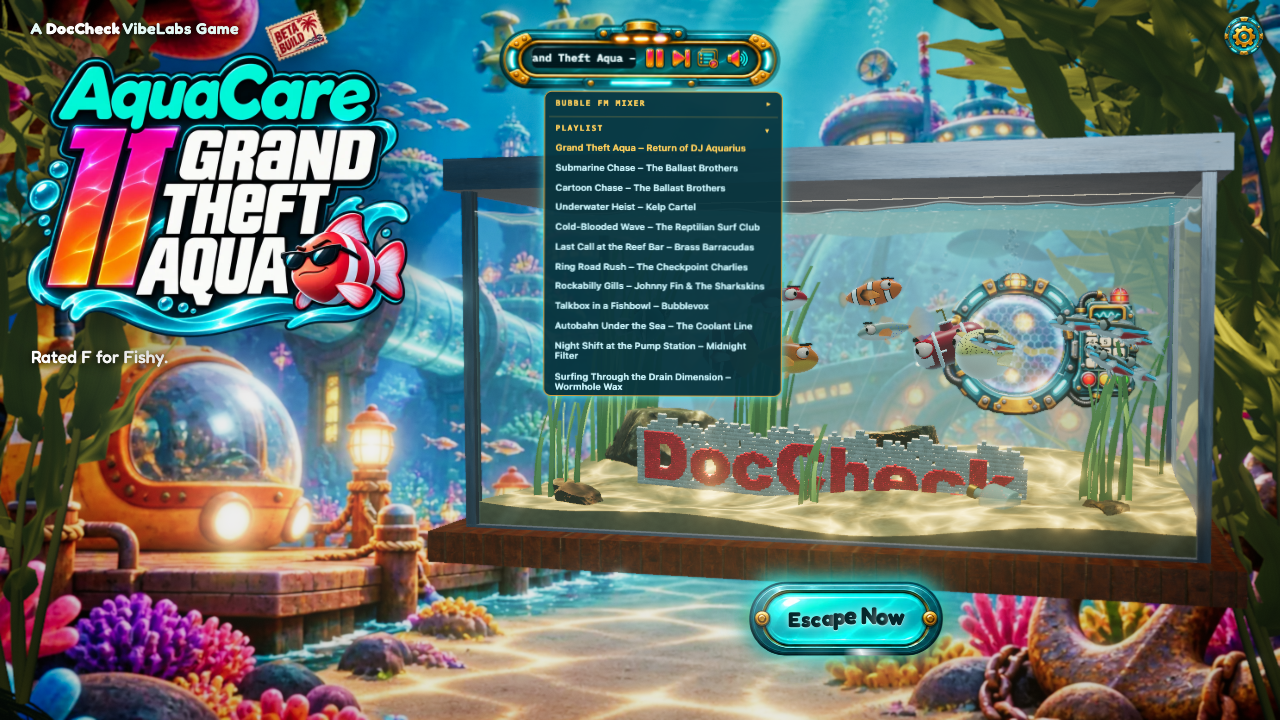 A DocCheck VibeLabs Game
BETA
BUILD
AquaCare
11 GRAND
THEFT
AQUA
Rated F for Fishy.
and Theft Aqua –
BUBBLE FM MIXER
PLAYLIST
Grand Theft Aqua – Return of DJ Aquarius
Submarine Chase – The Ballast Brothers
Cartoon Chase – The Ballast Brothers
Underwater Heist – Kelp Cartel
Cold-Blooded Wave – The Reptilian Surf Club
Last Call at the Reef Bar – Brass Barracudas
Ring Road Rush – The Checkpoint Charlies
Rockabilly Gills – Johnny Fin & The Sharkskins
Talkbox in a Fishbowl – Bubblevox
Autobahn Under the Sea – The Coolant Line
Night Shift at the Pump Station – Midnight
Filter
Surfing Through the Drain Dimension –
Wormhole Wax
DocCheck
Escape Now